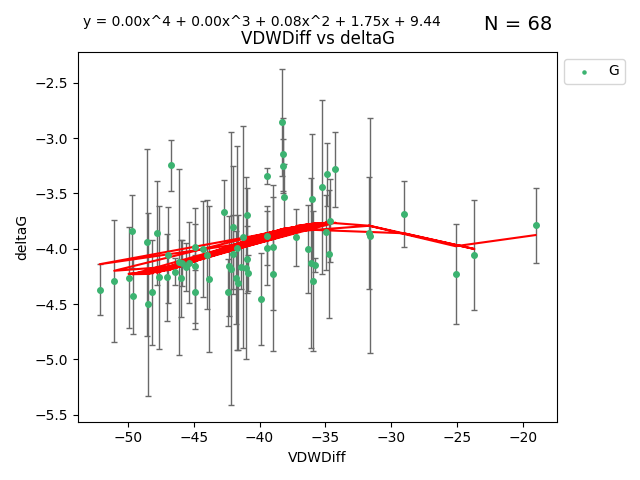 y = 0.00x^4 + 0.00x^3 + 0.08x^2 + 1.75x + 9.44
N = 68
VDWDiff vs deltaG
G
deltaG
−2.5
−3.0
−3.5
−4.0
−4.5
−5.0
−5.5
−50 −45 −40 −35 −30 −25 −20
VDWDiff